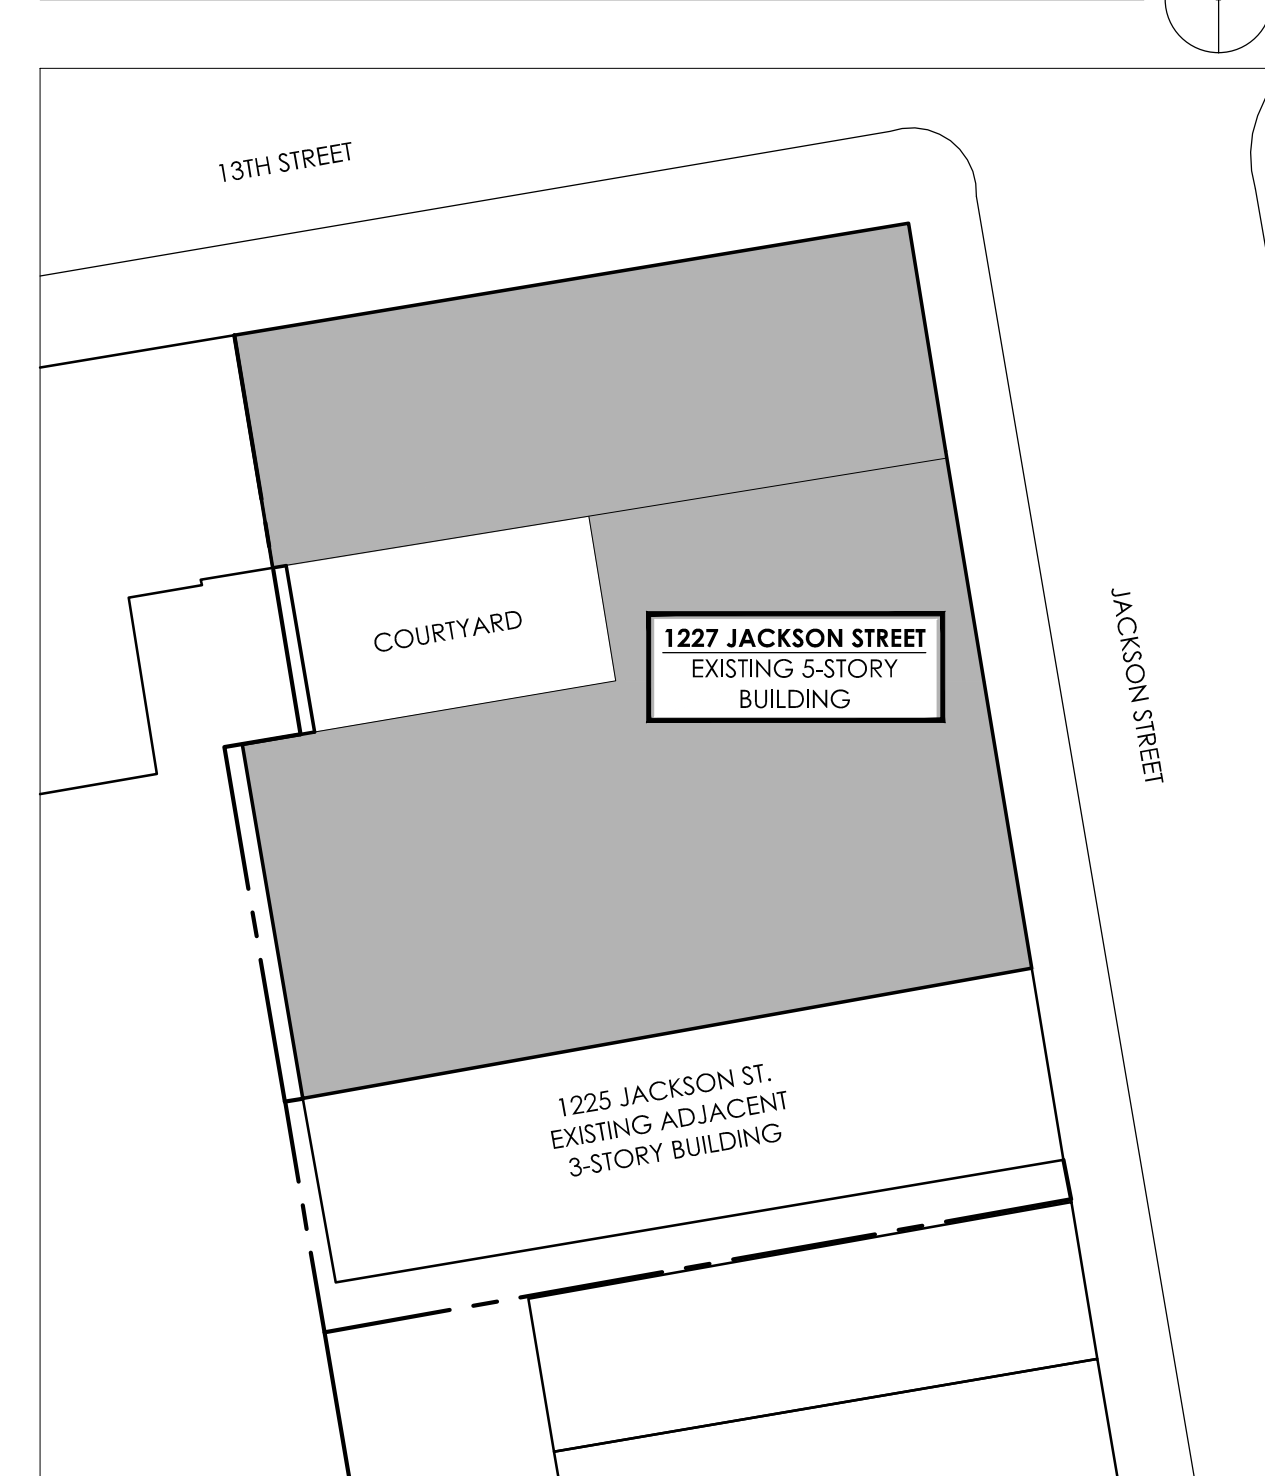 13TH STREET
COURTYARD
1227 JACKSON STREET
EXISTING 5-STORY
BUILDING
JACKSON STREET
1225 JACKSON ST.
EXISTING ADJACENT
3-STORY BUILDING